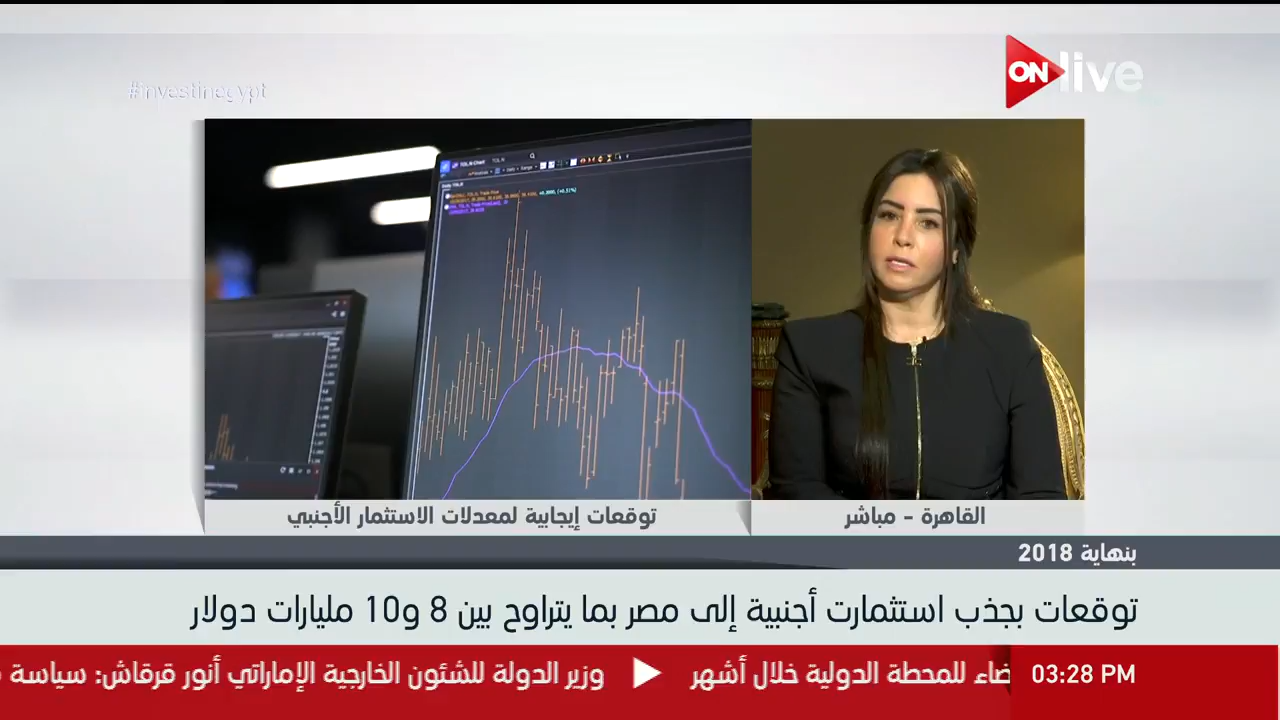 ON live
#investinegypt
توقعات إيجابية لمعدلات الاستثمار الأجنبي
القاهرة - مباشر
بنهاية 2018
توقعات بجذب استثمارت أجنبية إلى مصر بما يتراوح بين 8 و10 مليارات دولار
03:28 PM
ضاء للمحطة الدولية خلال أشهر
وزير الدولة للشئون الخارجية الإماراتي أنور قرقاش: سياسة